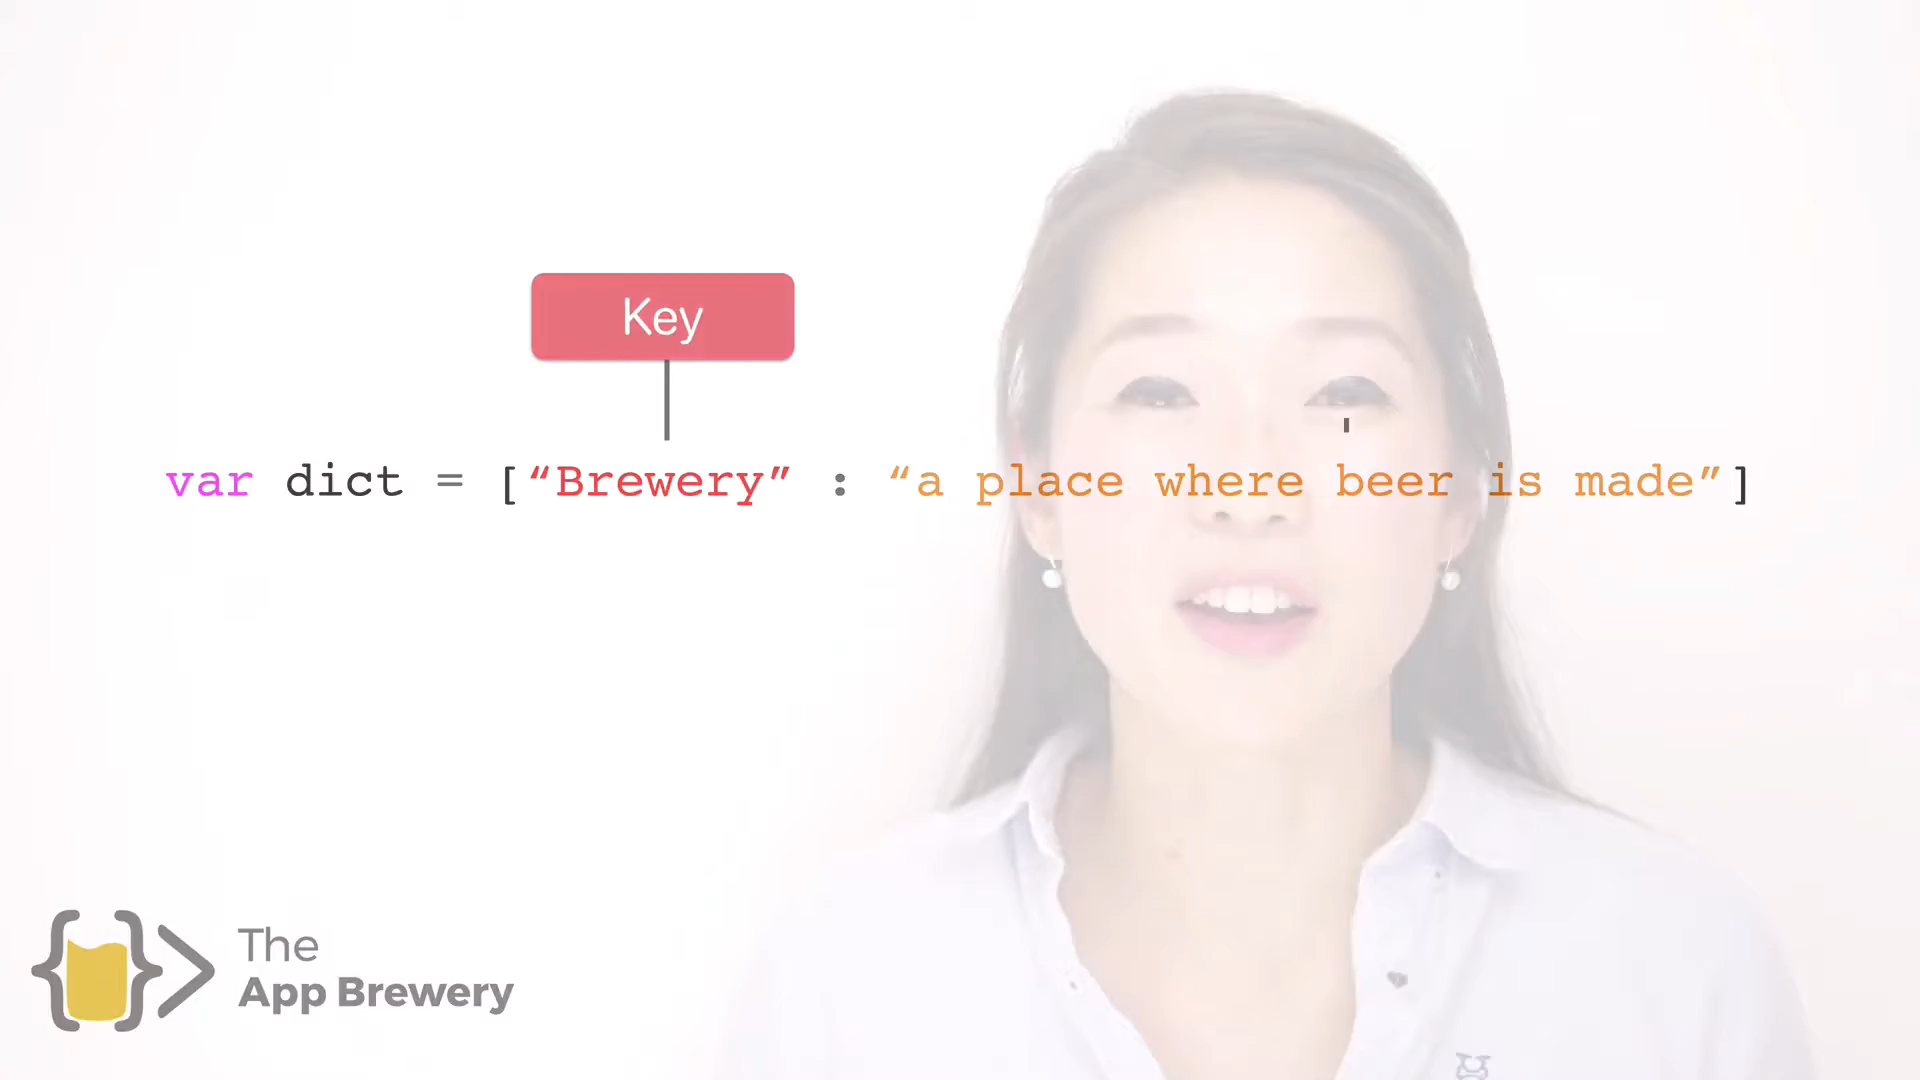 Key
var dict = [“Brewery” : “a place where beer is made”]
The
App Brewery